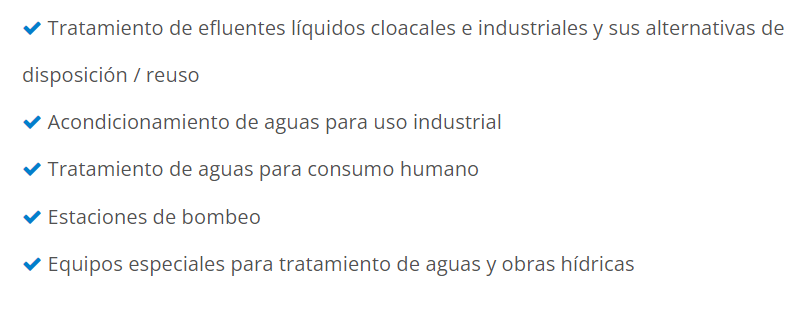 ✔ Tratamiento de efluentes líquidos cloacales e industriales y sus alternativas de
disposición / reuso
✔ Acondicionamiento de aguas para uso industrial
✔ Tratamiento de aguas para consumo humano
✔ Estaciones de bombeo
✔ Equipos especiales para tratamiento de aguas y obras hídricas